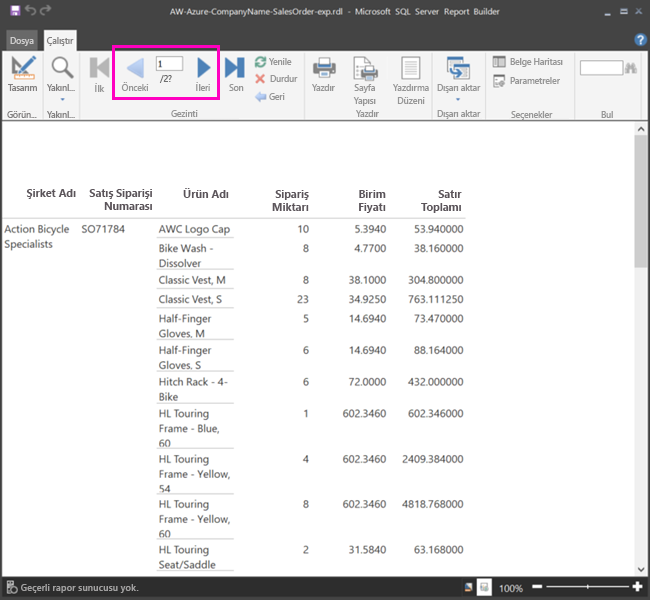 AW-Azure-CompanyName-SalesOrder-exp.rdl - Microsoft SQL Server Report Builder
Dosya Çalıştır
Tasarım
Görün...
Yakınl...
Yakınl...
İlk
Önceki
1
/2?
İleri
Son
Yenile
Durdur
Geri
Gezinti
Yazdır
Sayfa
Yapısı
Yazdırma
Düzeni
Yazdır
Dışarı aktar
Dışarı aktar
Belge Haritası
Parametreler
Seçenekler
Bul
Şirket Adı Satış Siparişi Numarası Ürün Adı Sipariş Miktarı Birim Fiyatı Satır Toplamı
Action Bicycle Specialists SO71784 AWC Logo Cap 10 5.3940 53.940000
Bike Wash - Dissolver 8 4.7700 38.160000
Classic Vest, M 8 38.1000 304.800000
Classic Vest, S 23 34.9250 763.111250
Half-Finger Gloves, M 5 14.6940 73.470000
Half-Finger Gloves, S 6 14.6940 88.164000
Hitch Rack - 4-Bike 6 72.0000 432.000000
HL Touring Frame - Blue, 60 1 602.3460 602.346000
HL Touring Frame - Yellow, 54 4 602.3460 2409.384000
HL Touring Frame - Yellow, 60 8 602.3460 4818.768000
HL Touring Seat/Saddle 2 31.5840 63.168000
Geçerli rapor sunucusu yok.
100%